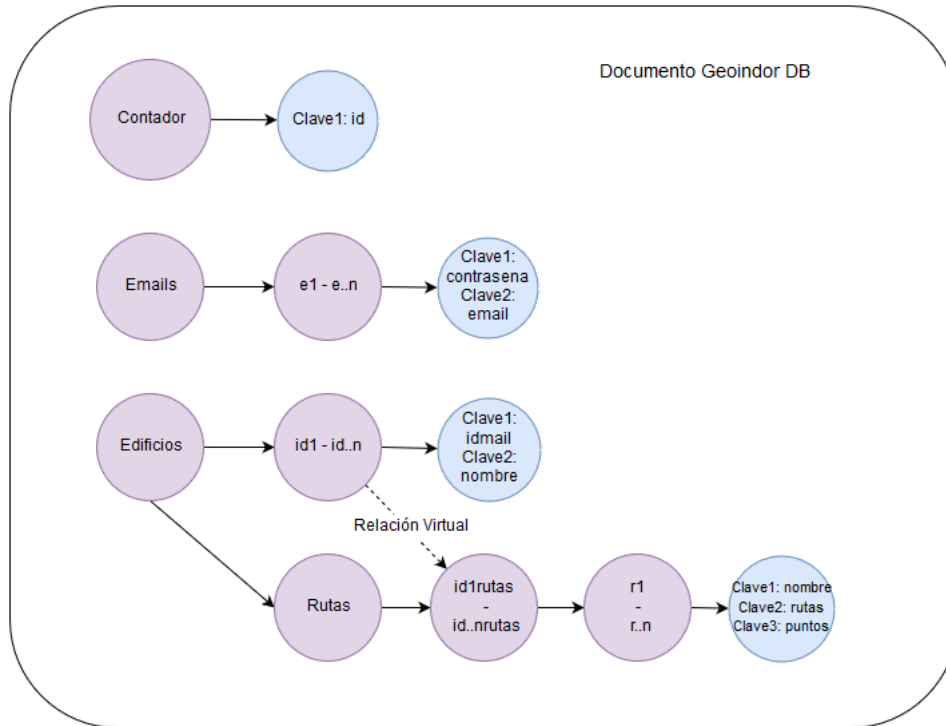 Documento Geoindor DB
Contador
Clave1: id
Emails
e1 - e..n
Clave1:
contrasena
Clave2:
email
Edificios
id1 - id..n
Clave1:
idmail
Clave2:
nombre
Relación Virtual
Rutas
id1rutas
-
id..nrutas
r1
-
r..n
Clave1: nombre
Clave2: rutas
Clave3: puntos